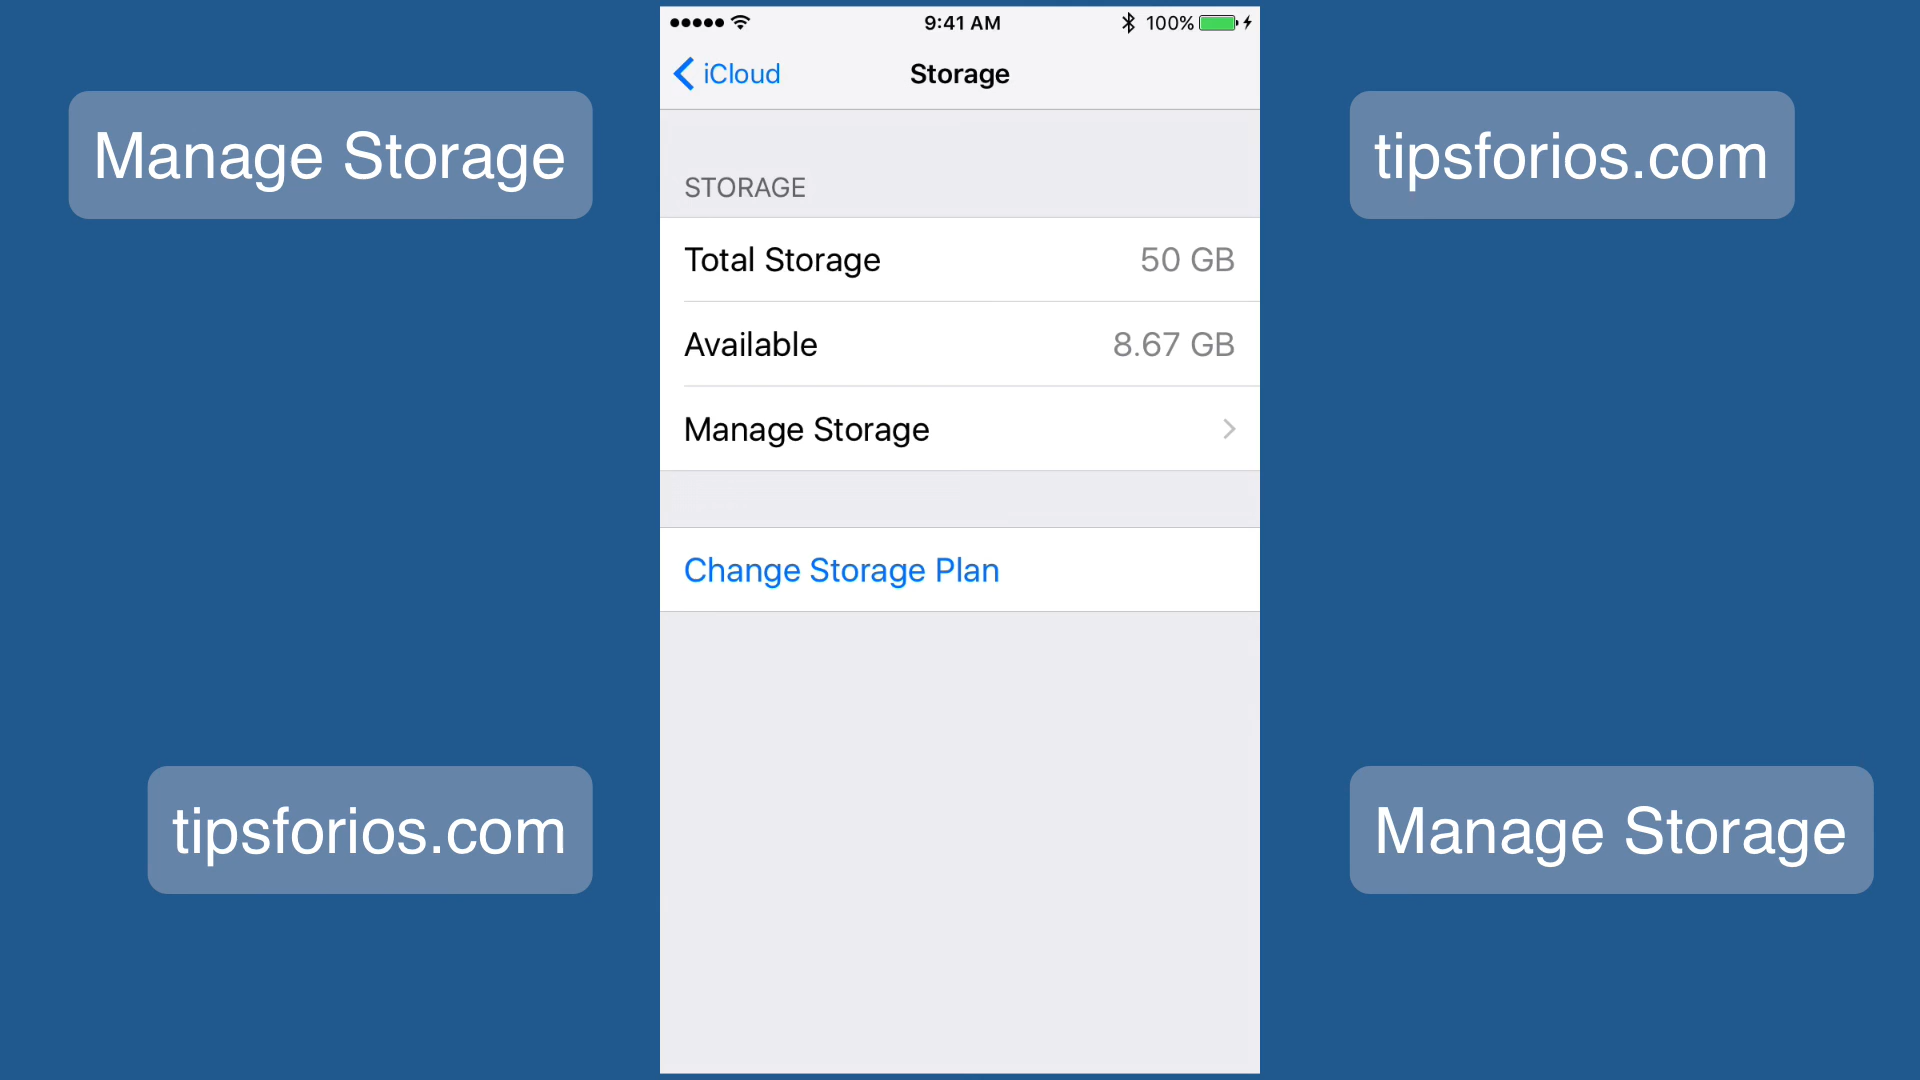 9:41 AM
100%
iCloud
Storage
Manage Storage
tipsforios.com
STORAGE
Total Storage
50 GB
Available
8.67 GB
Manage Storage
Change Storage Plan
tipsforios.com
Manage Storage